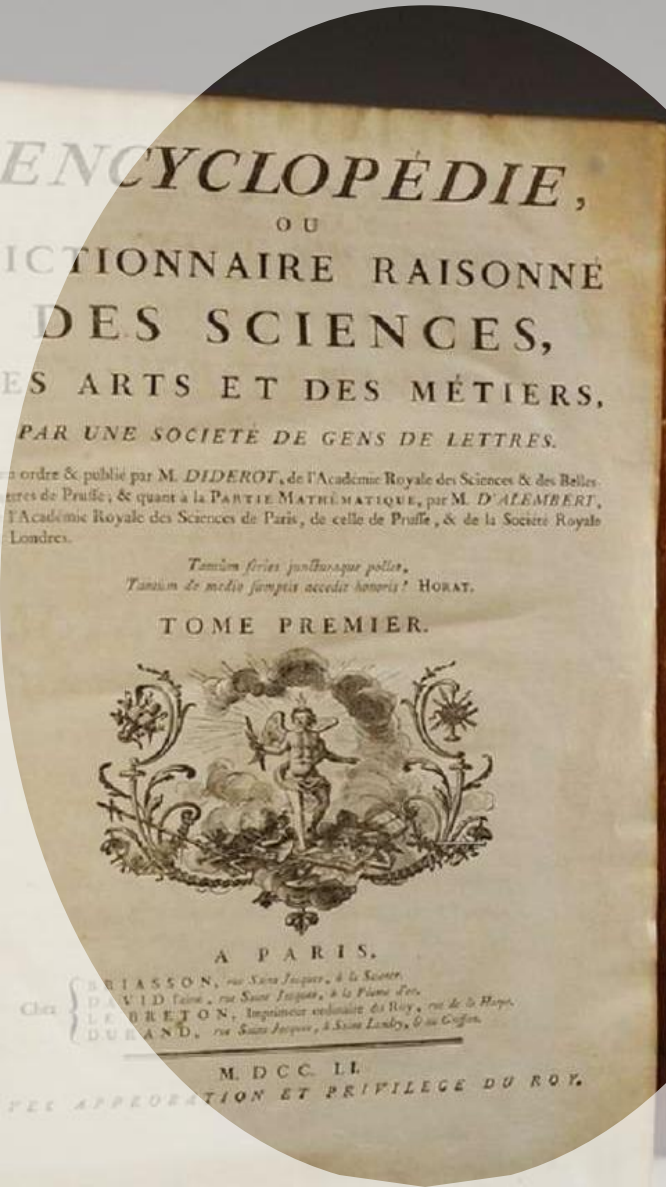 ENCYCLOPÉDIE,
OU
ICTIONNAIRE RAISONNÉ
DES SCIENCES,
ES ARTS ET DES MÉTIERS,
PAR UNE SOCIÉTÉ DE GENS DE LETTRES.
n ordre & publié par M. DIDEROT, de l'Académie Royale des Sciences & des Belles-
ettres de Prusse; & quant à la PARTIE MATHÉMATIQUE, par M. D'ALEMBERT,
l'Académie Royale des Sciences de Paris, de celle de Prusse, & de la Société Royale
Londres.
Tantùm series juncturaque pollet,
Tantùm de medio sumptis accedit honoris! HORAT.
TOME PREMIER.
A PARIS,
Chez
BRIASSON, rue Saint Jacques, à la Science.
DAVID l'aîné, rue Saint Jacques, à la Plume d'or.
LE BRETON, Imprimeur ordinaire du Roy, rue de la Harpe.
DURAND, rue Saint Jacques, à Saint Landry, & au Griffon.
M. DCC. LI.
VEC APPROBATION ET PRIVILEGE DU ROY.